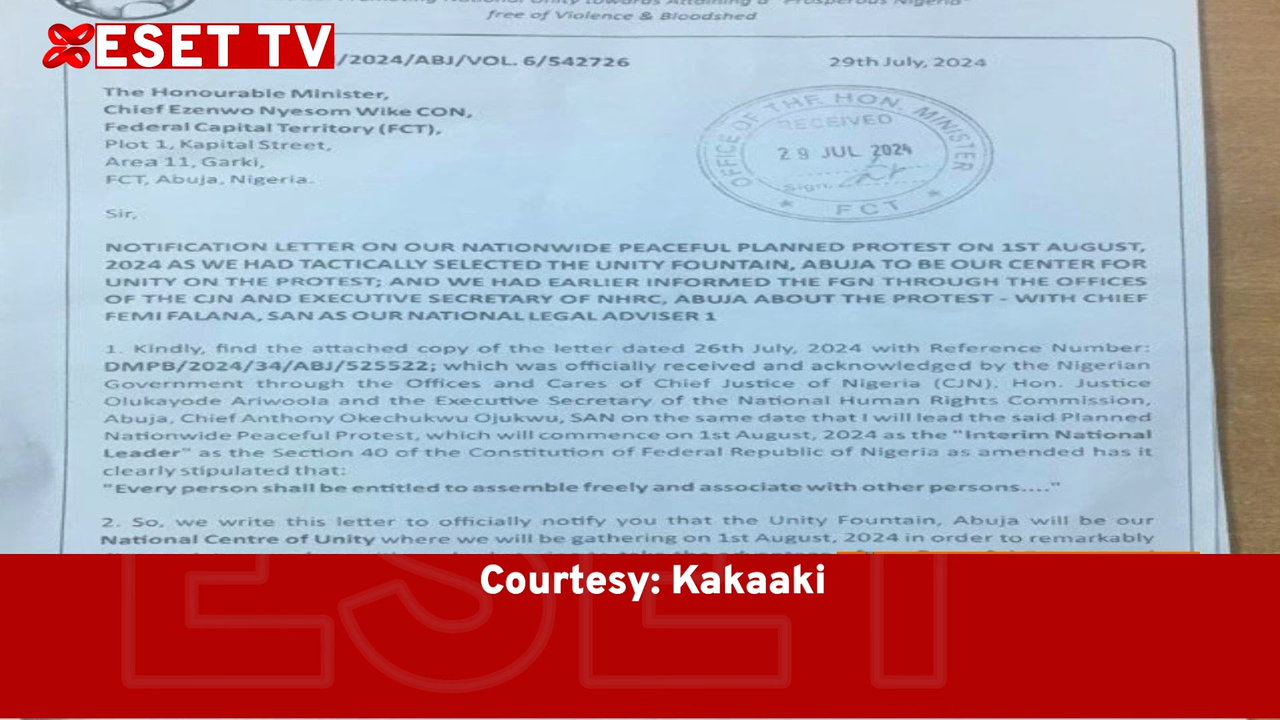 free of Violence & Bloodshed
ESET TV
/2024/ABJ/VOL. 6/542726
29th July, 2024
The Honourable Minister,
Chief Ezenwo Nyesom Wike CON,
Federal Capital Territory (FCT),
Plot 1, Kapital Street,
Area 11, Garki,
FCT, Abuja, Nigeria.
OFFICE OF THE HON. MINISTER
RECEIVED
29 JUL 2024
Sign.
FCT
Sir,
NOTIFICATION LETTER ON OUR NATIONWIDE PEACEFUL PLANNED PROTEST ON 1ST AUGUST,
2024 AS WE HAD TACTICALLY SELECTED THE UNITY FOUNTAIN, ABUJA TO BE OUR CENTER FOR
UNITY ON THE PROTEST; AND WE HAD EARLIER INFORMED THE FGN THROUGH THE OFFICES
OF THE CJN AND EXECUTIVE SECRETARY OF NHRC, ABUJA ABOUT THE PROTEST - WITH CHIEF
FEMI FALANA, SAN AS OUR NATIONAL LEGAL ADVISER 1
1. Kindly, find the attached copy of the letter dated 26th July, 2024 with Reference Number:
DMPB/2024/34/ABJ/525522; which was officially received and acknowledged by the Nigerian
Government through the Offices and Cares of Chief Justice of Nigeria (CJN), Hon. Justice
Olukayode Ariwoola and the Executive Secretary of the National Human Rights Commission,
Abuja, Chief Anthony Okechukwu Ojukwu, SAN on the same date that I will lead the said Planned
Nationwide Peaceful Protest, which will commence on 1st August, 2024 as the "Interim National
Leader" as the Section 40 of the Constitution of Federal Republic of Nigeria as amended has it
clearly stipulated that:
"Every person shall be entitled to assemble freely and associate with other persons...."
2. So, we write this letter to officially notify you that the Unity Fountain, Abuja will be our
National Centre of Unity where we will be gathering on 1st August, 2024 in order to remarkably
Courtesy: Kakaaki
ESET